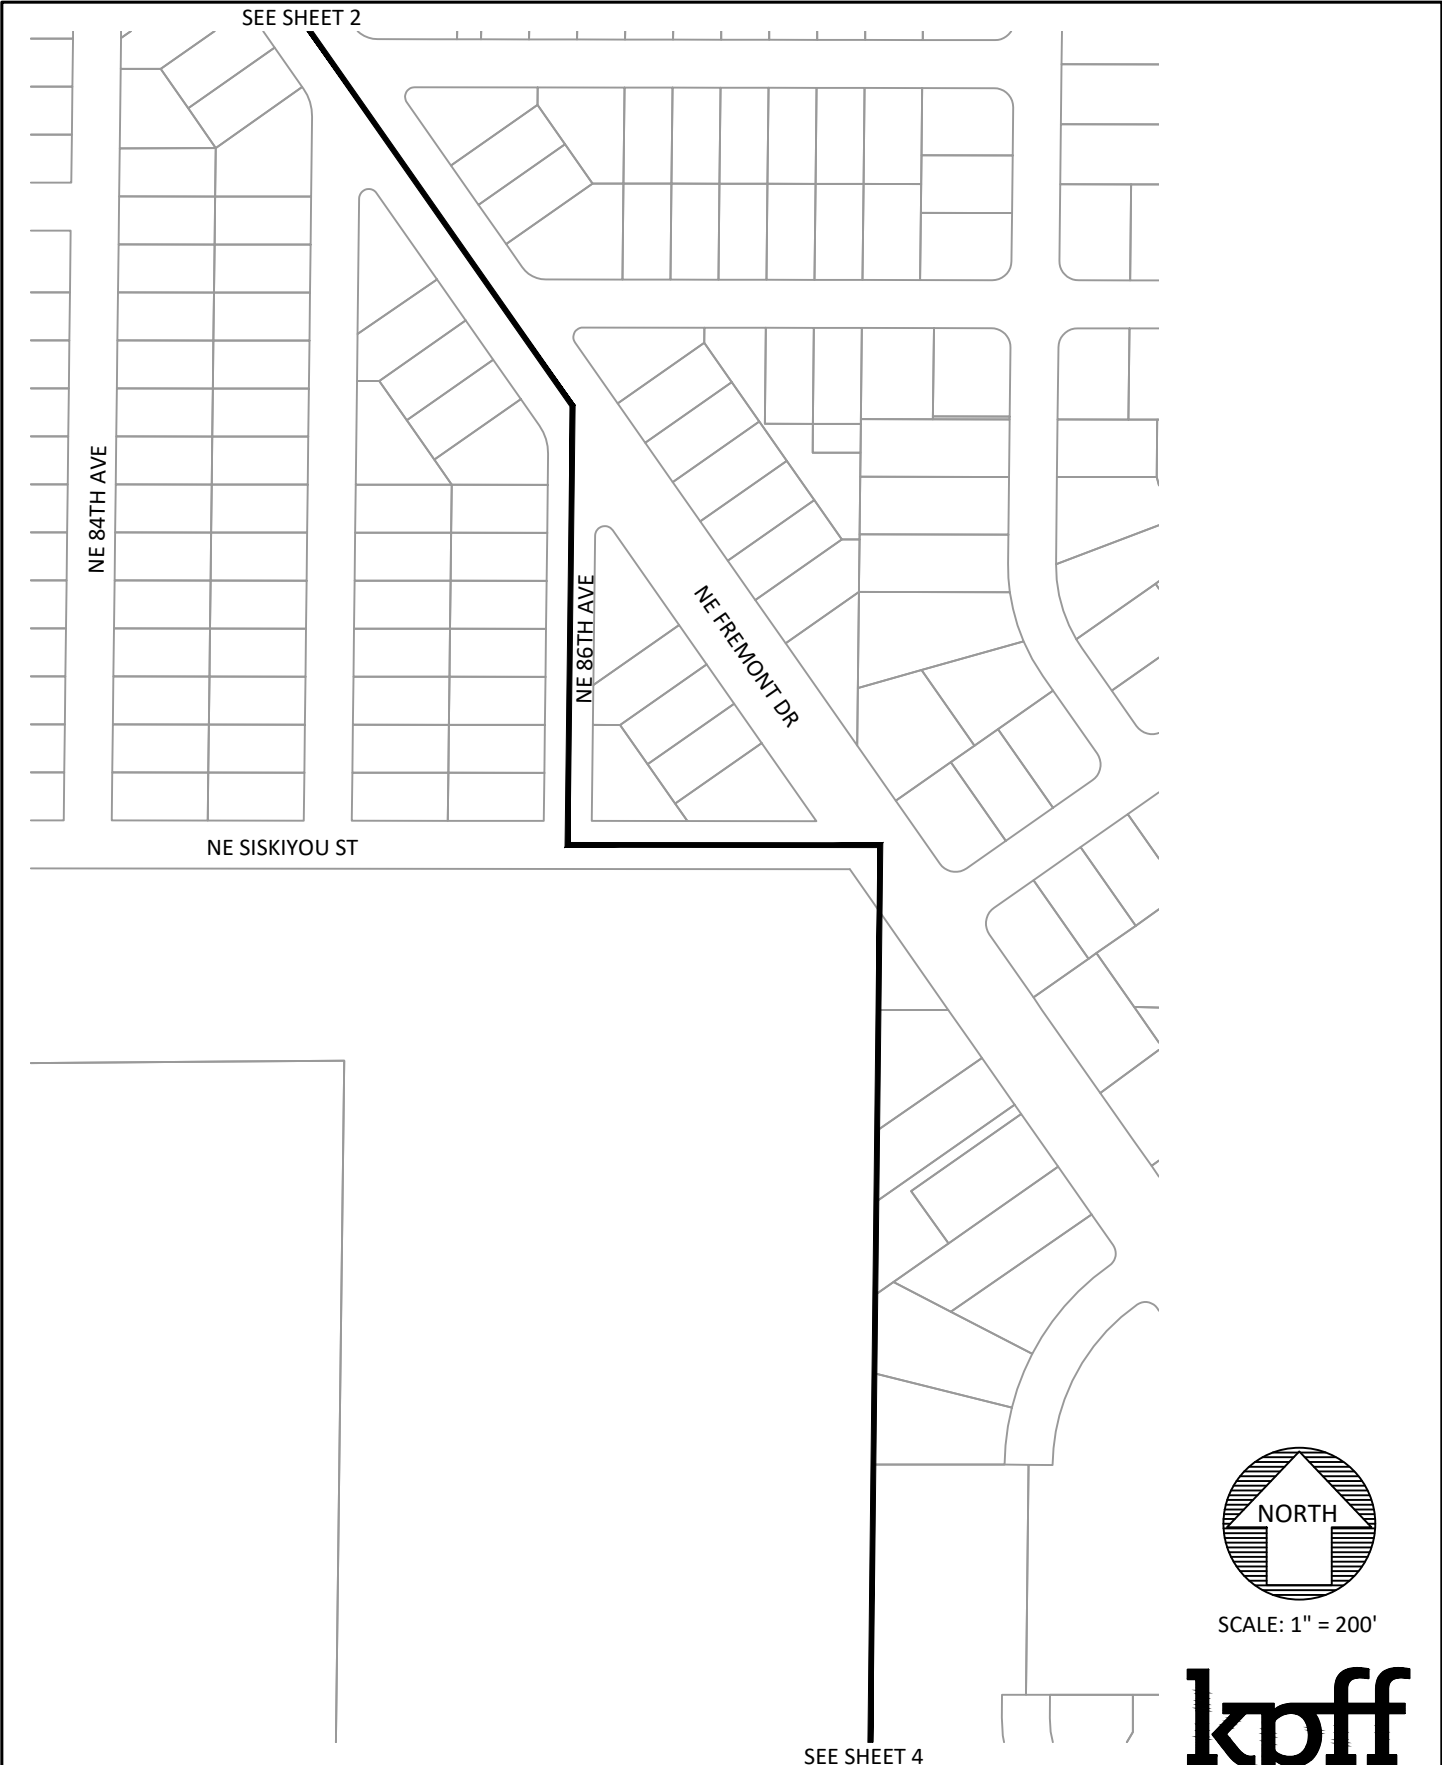 SEE SHEET 2
NE 84TH AVE
NE 86TH AVE
NE FREMONT DR
NE SISKIYOU ST
NORTH
SCALE: 1" = 200'
kpff
SEE SHEET 4